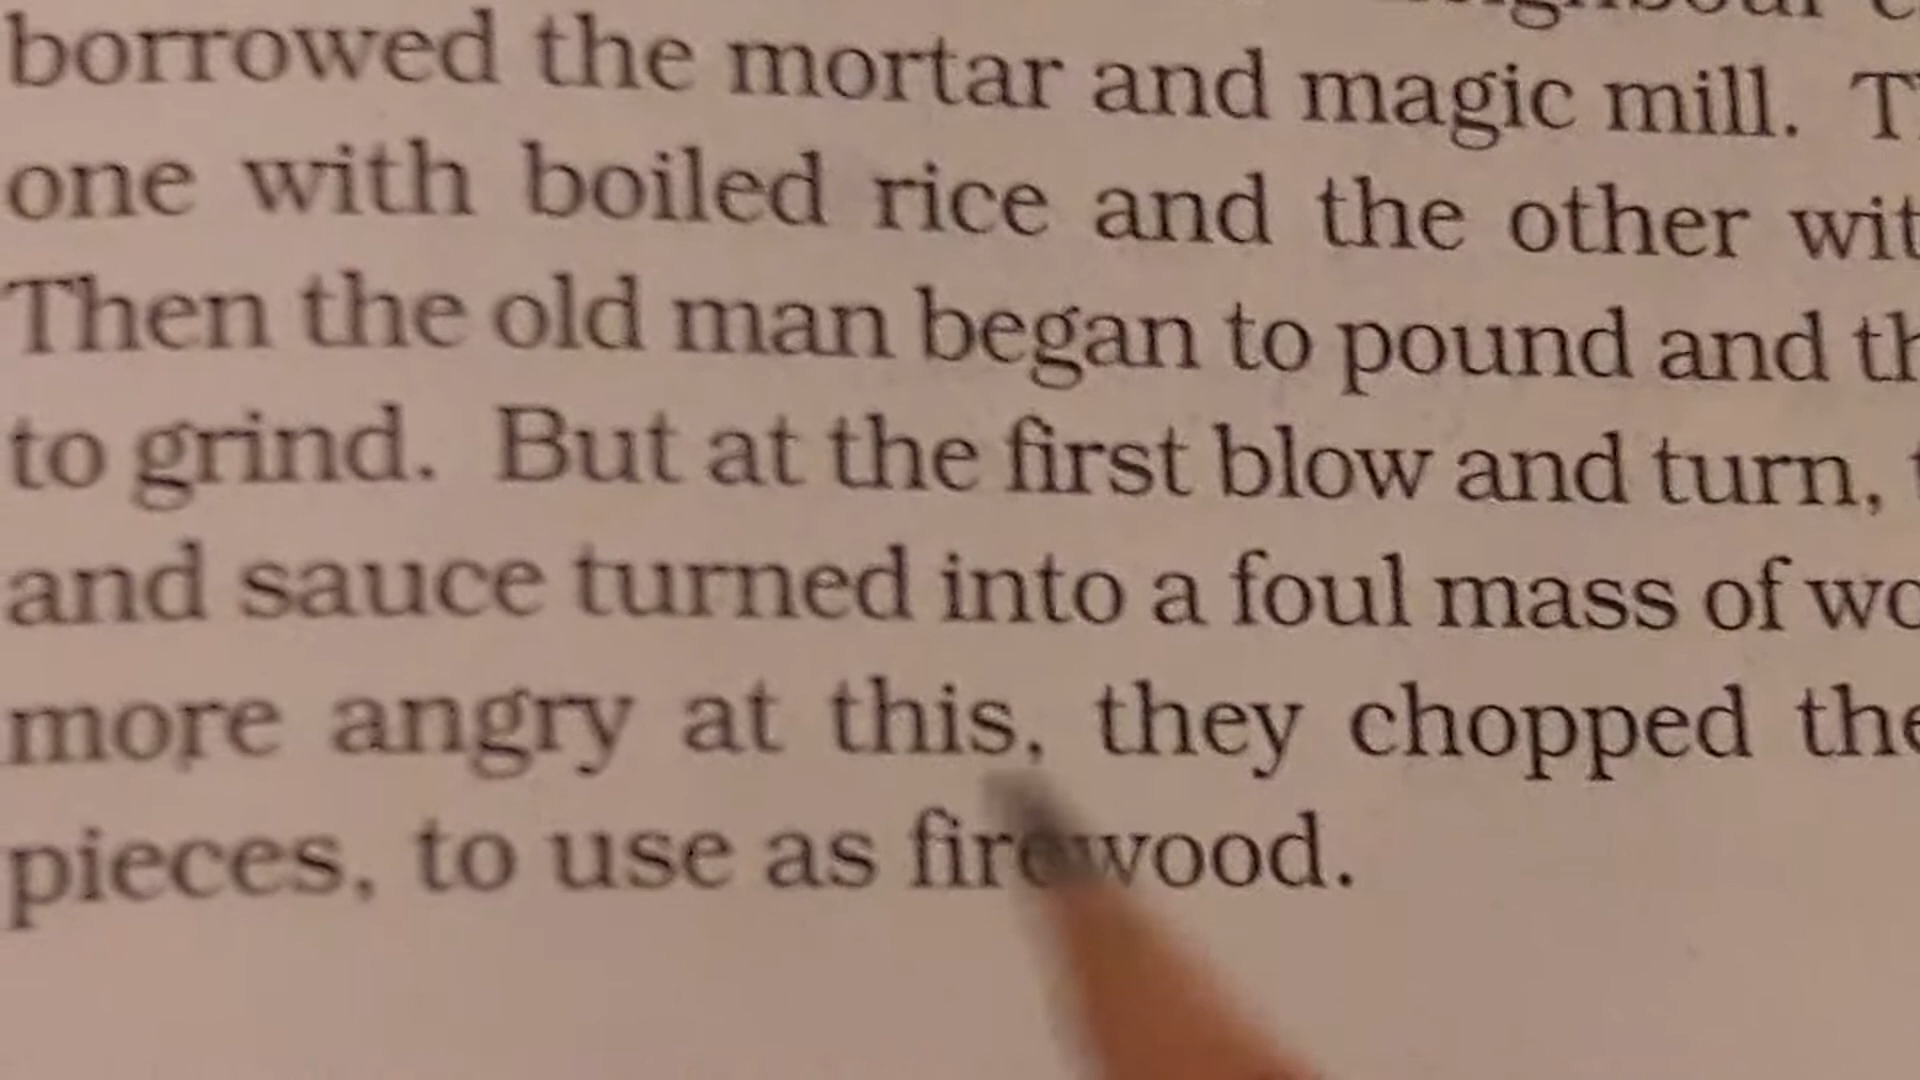 borrowed the mortar and magic mill.
one with boiled rice and the other
Then the old man began to pound and
to grind. But at the first blow and turn,
and sauce turned into a foul mass of
more angry at this, they chopped
pieces, to use as firewood.